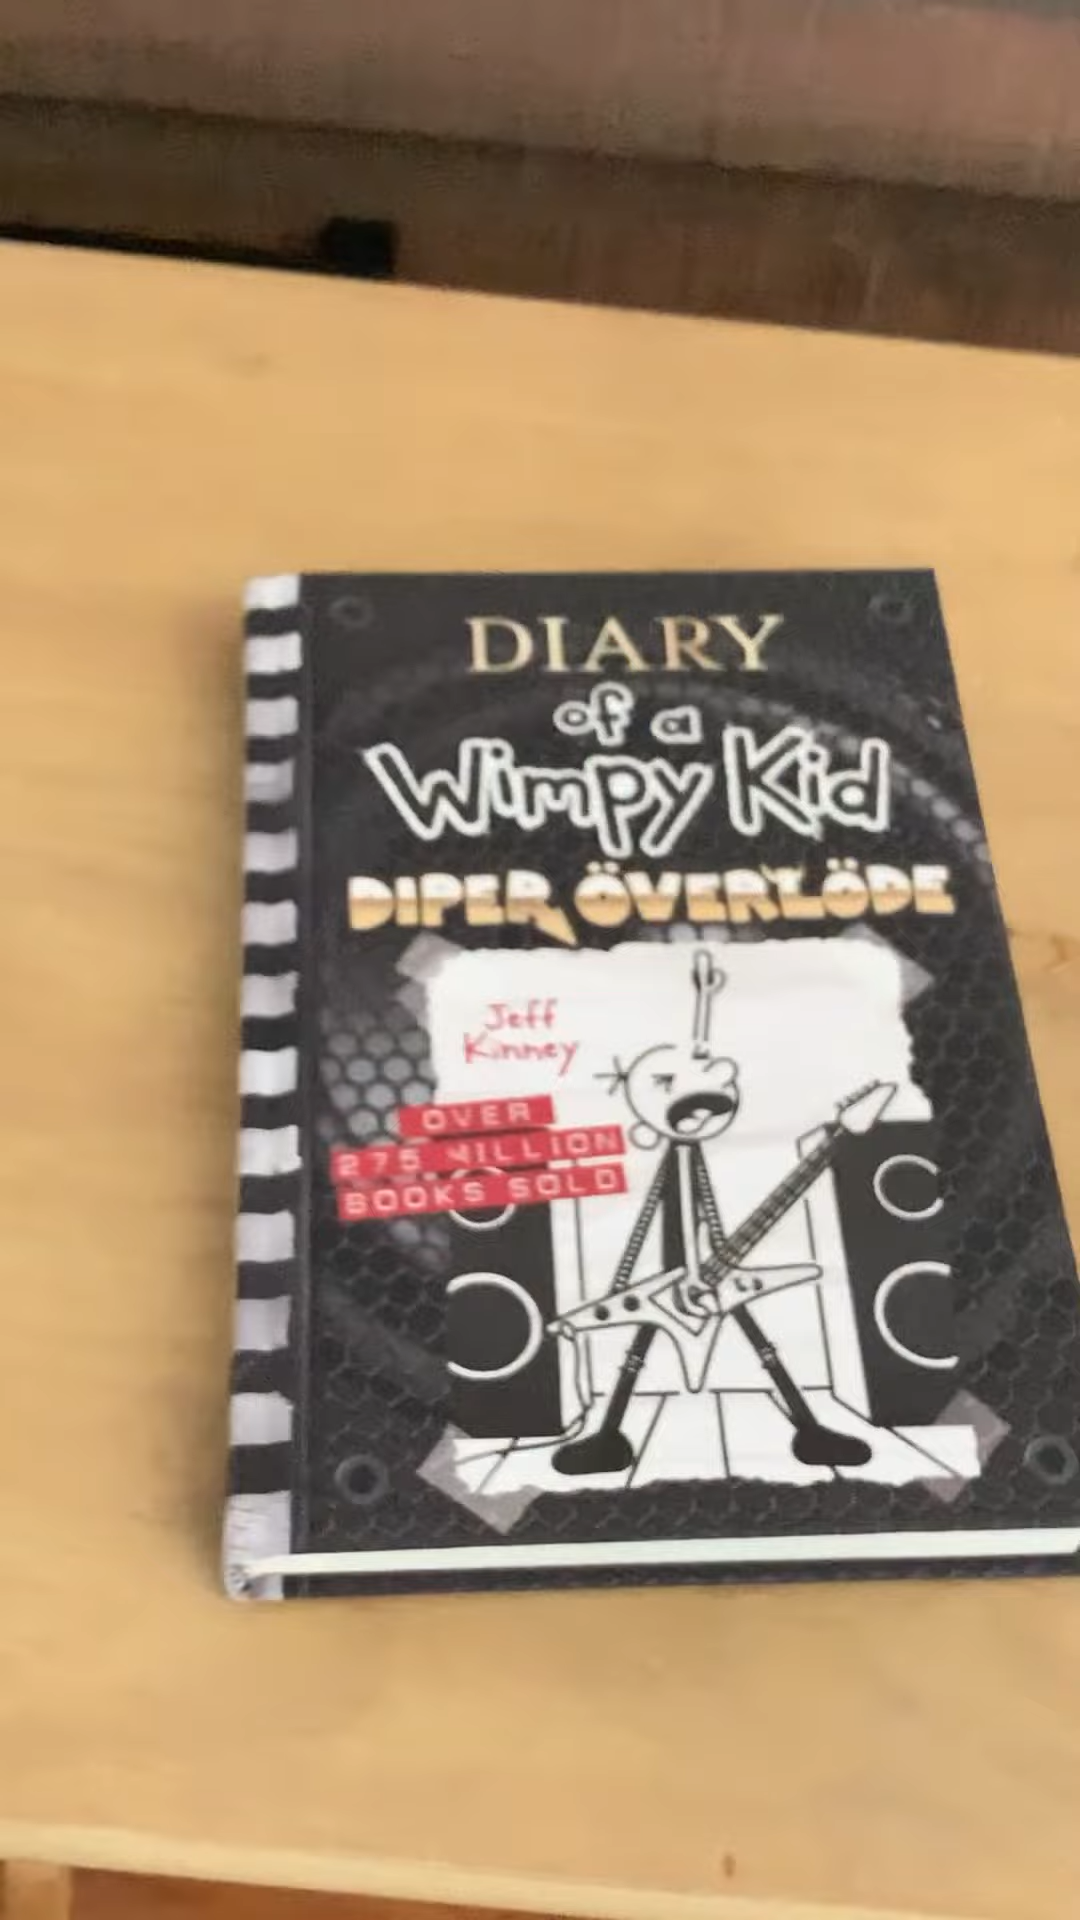 DIARY
of a
Wimpy Kid
DIPER ÖVERLÖDE
Jeff
Kinney
OVER
275 MILLION
BOOKS SOLD